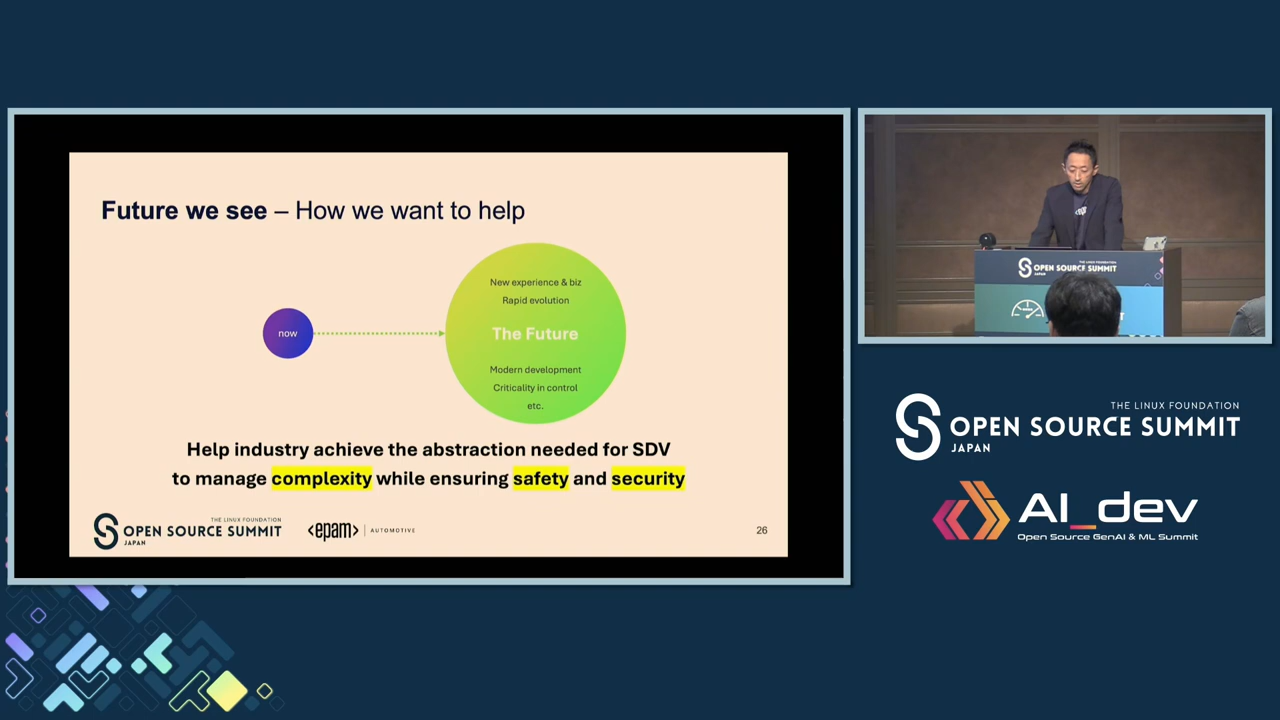 Future we see – How we want to help
now
New experience & biz
Rapid evolution
The Future
Modern development
Criticality in control
etc.
Help industry achieve the abstraction needed for SDV
to manage complexity while ensuring safety and security
THE LINUX FOUNDATION
OPEN SOURCE SUMMIT
JAPAN
<epam> | AUTOMOTIVE
26
THE LINUX FOUNDATION
OPEN SOURCE SUMMIT
THE LINUX FOUNDATION
OPEN SOURCE SUMMIT
JAPAN
AI_dev
Open Source GenAI & ML Summit